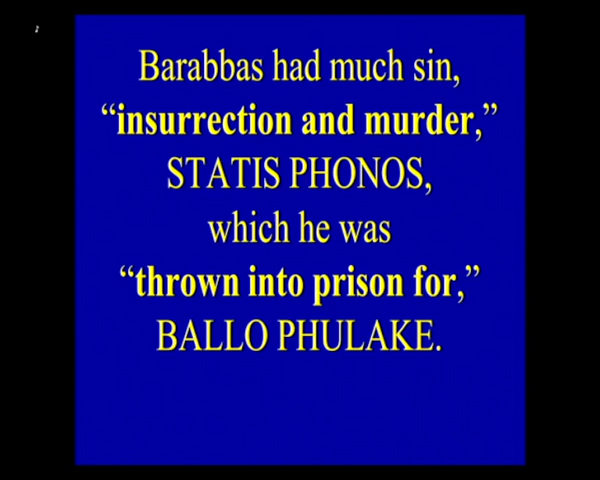 Barabbas had much sin,
“insurrection and murder,”
STATIS PHONOS,
which he was
“thrown into prison for,”
BALLO PHULAKE.